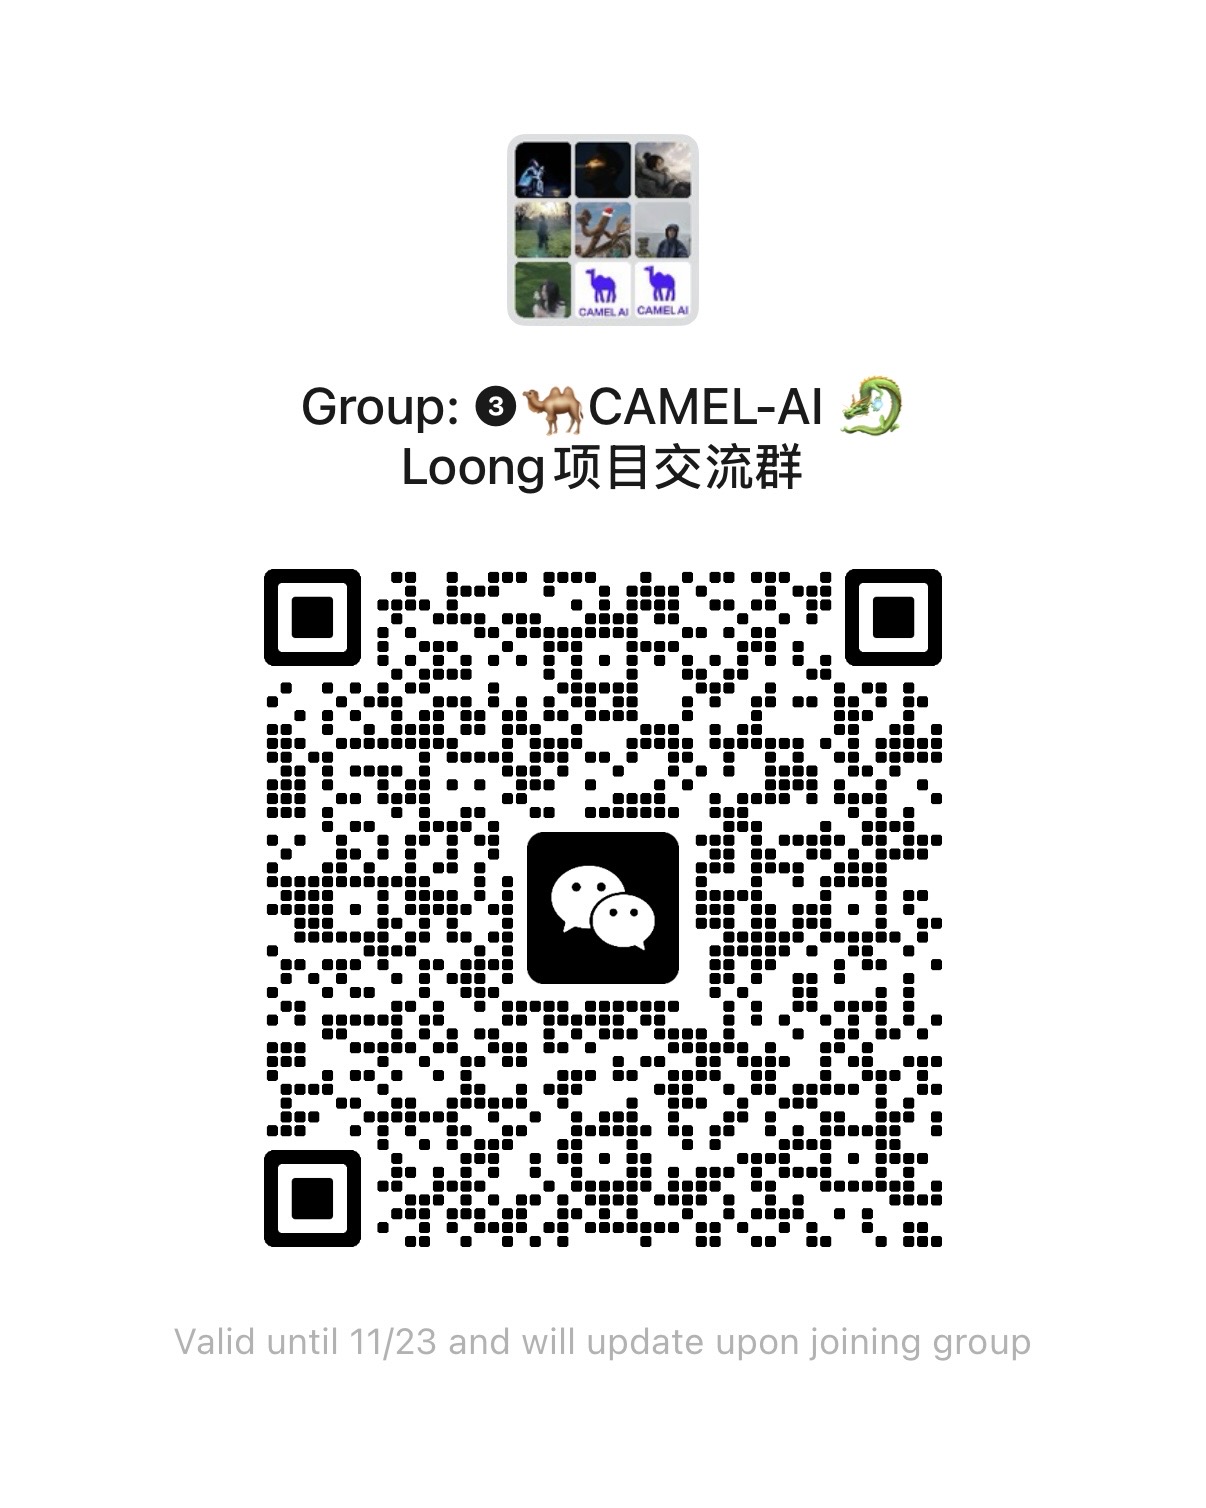 CAMEL AI CAMEL AI
Group: ❸🐫CAMEL-AI 🐉
Loong项目交流群
Valid until 11/23 and will update upon joining group